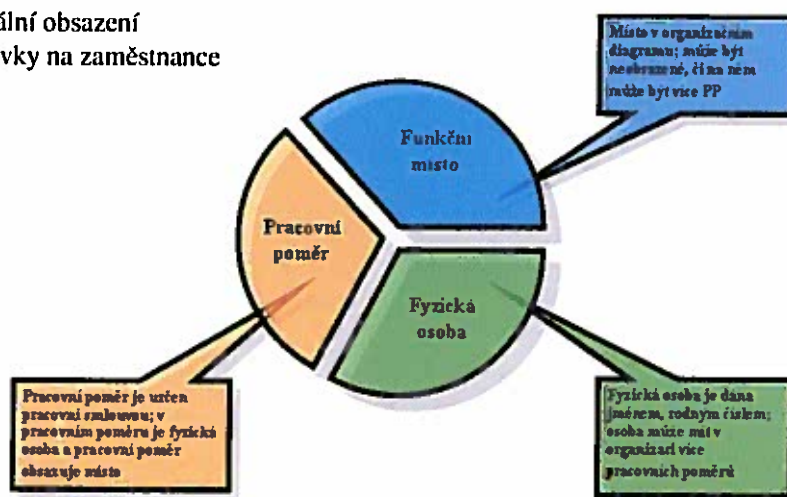 ální obsazení
vky na zaměstnance
Místo v organizačním
diagramu; může být
neobrazené, či na něm
může být více PP
Funkční
místo
Pracovní
poměr
Fyzická
osoba
Pracovní poměr je určen
pracovní smlouvou; v
pracovním poměru je fyzická
osoba a pracovní poměr
obsazuje místo
Fyzická osoba je dána
jménem, rodným číslem;
osoba může mít v
organizaci více
pracovních poměrů